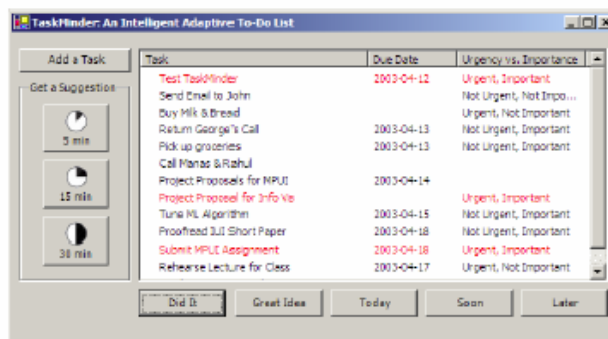 TaskMinder: An Intelligent Adaptive To-Do List
Add a Task
Get a Suggestion
5 min
15 min
30 min
Task Due Date Urgency vs. Importance
Test TaskMinder 2003-04-12 Urgent, Important
Send Email to John Not Urgent, Not Impo...
Buy Milk & Bread Urgent, Not Important
Return George's Call 2003-04-13 Not Urgent, Important
Pick up groceries 2003-04-13 Not Urgent, Important
Call Manas & Rahul
Project Proposals for MPUI 2003-04-14
Project Proposal for Info Vis Urgent, Important
Tune ML Algorithm 2003-04-15 Not Urgent, Important
Proofread IUI Short Paper 2003-04-18 Not Urgent, Important
Submit MPUI Assignment 2003-04-18 Urgent, Important
Rehearse Lecture for Class 2003-04-17 Urgent, Not Important
Did It Great Idea Today Soon Later